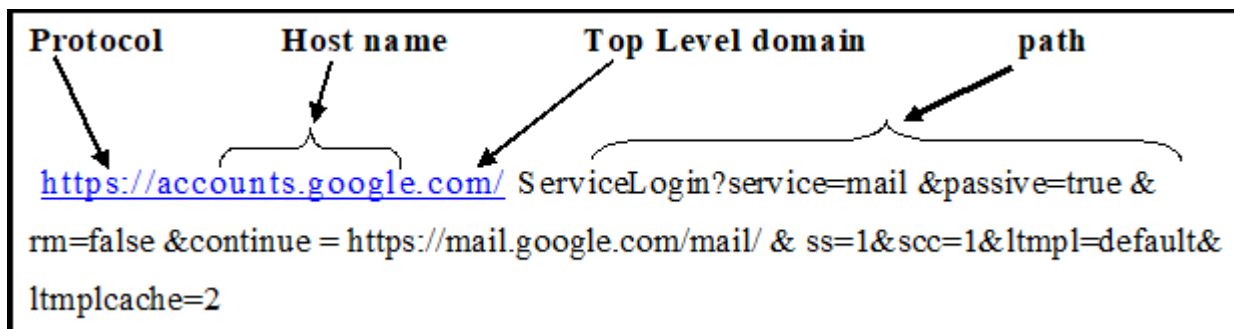 Protocol Host name Top Level domain path
https://accounts.google.com/ ServiceLogin?service=mail &passive=true &
rm=false &continue = https://mail.google.com/mail/ & ss=1&scc=1&ltmpl=default&
ltmplcache=2